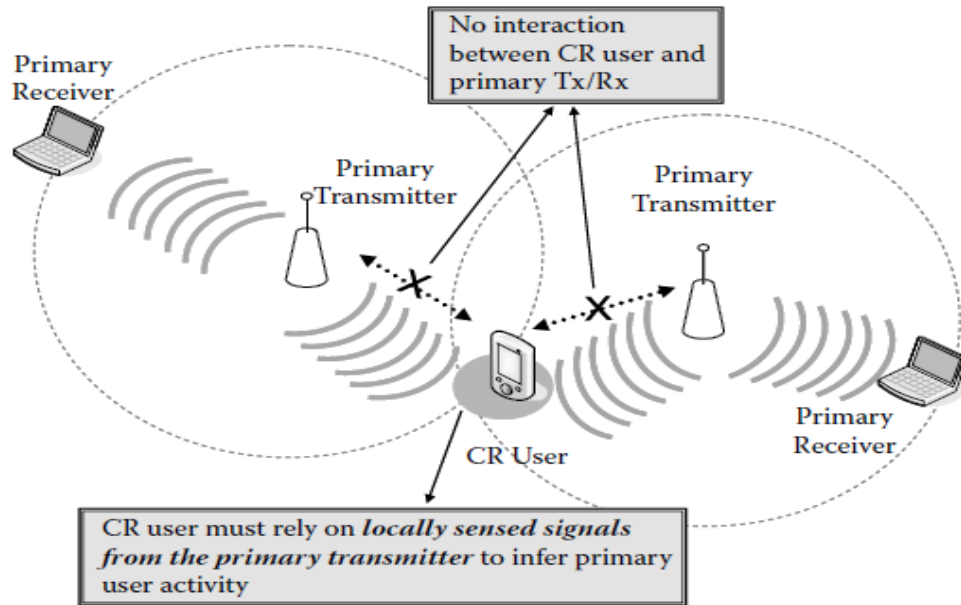 No interaction
between CR user and
primary Tx/Rx
Primary
Receiver
Primary
Transmitter
Primary
Transmitter
Primary
Receiver
CR User
CR user must rely on locally sensed signals
from the primary transmitter to infer primary
user activity